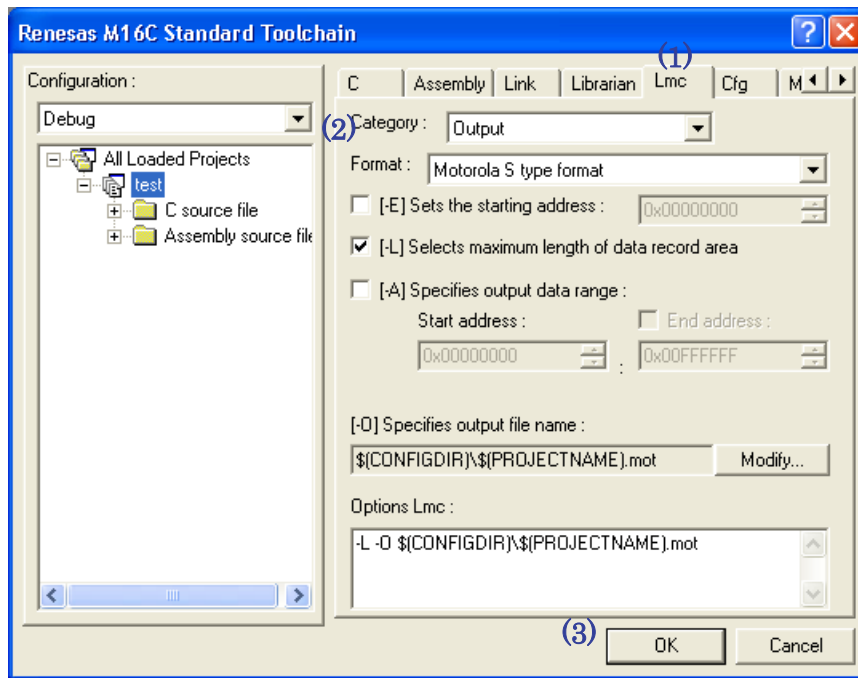 Renesas M16C Standard Toolchain
(1)
Configuration :
Debug
All Loaded Projects
test
C source file
Assembly source file
C Assembly Link Librarian Lmc Cfg M
(2)
Category : Output
Format : Motorola S type format
[-E] Sets the starting address : 0x00000000
[-L] Selects maximum length of data record area
[-A] Specifies output data range :
Start address : End address :
0x00000000 : 0x00FFFFFF
[-O] Specifies output file name :
$(CONFIGDIR)\$(PROJECTNAME).mot Modify...
Options Lmc :
-L -O $(CONFIGDIR)\$(PROJECTNAME).mot
(3)
OK Cancel